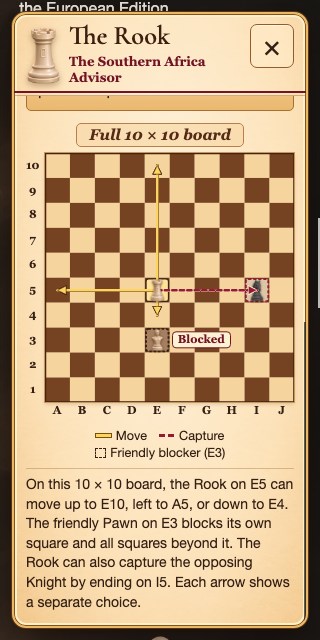 the European Edition
The Rook
The Southern Africa
Advisor
×
Full 10 × 10 board
10
9
8
7
6
5
4
3
Blocked
2
1
A B C D E F G H I J
Move Capture
Friendly blocker (E3)
On this 10 × 10 board, the Rook on E5 can
move up to E10, left to A5, or down to E4.
The friendly Pawn on E3 blocks its own
square and all squares beyond it. The
Rook can also capture the opposing
Knight by ending on I5. Each arrow shows
a separate choice.